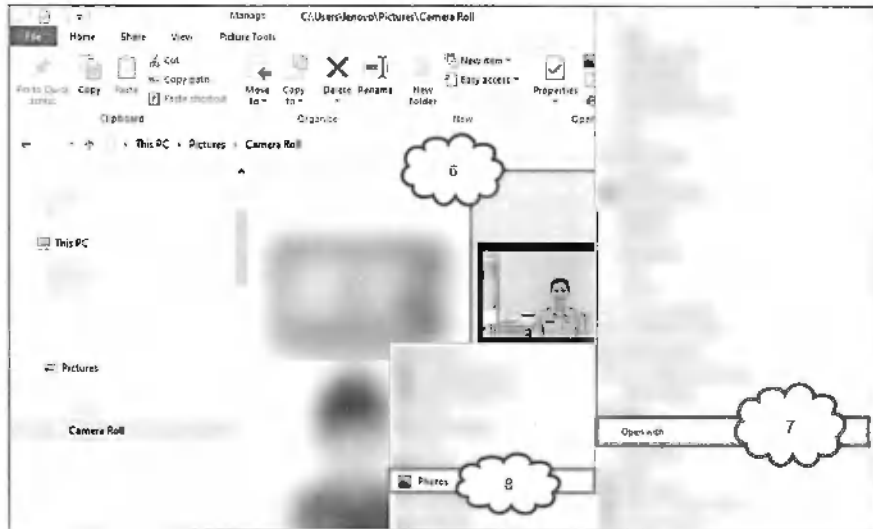 Manage C:\Users\lenovo\Pictures\Camera Roll
File Home Share View Picture Tools
Copy
Paste
Cut
Copy path
Paste shortcut
Move to
Copy to
Delete
Rename
New folder
New item
Easy access
Properties
Clipboard Organise New
This PC Pictures Camera Roll
6
This PC
Pictures
Camera Roll
Open with
7
Photos
8